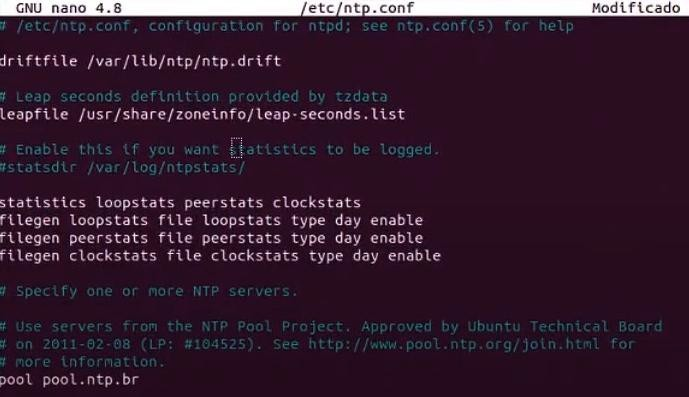 GNU nano 4.8 /etc/ntp.conf Modificado
# /etc/ntp.conf, configuration for ntpd; see ntp.conf(5) for help
driftfile /var/lib/ntp/ntp.drift
# Leap seconds definition provided by tzdata
leapfile /usr/share/zoneinfo/leap-seconds.list
# Enable this if you want statistics to be logged.
#statsdir /var/log/ntpstats/
statistics loopstats peerstats clockstats
filegen loopstats file loopstats type day enable
filegen peerstats file peerstats type day enable
filegen clockstats file clockstats type day enable
# Specify one or more NTP servers.
# Use servers from the NTP Pool Project. Approved by Ubuntu Technical Board
# on 2011-02-08 (LP: #104525). See http://www.pool.ntp.org/join.html for
# more information.
pool pool.ntp.br